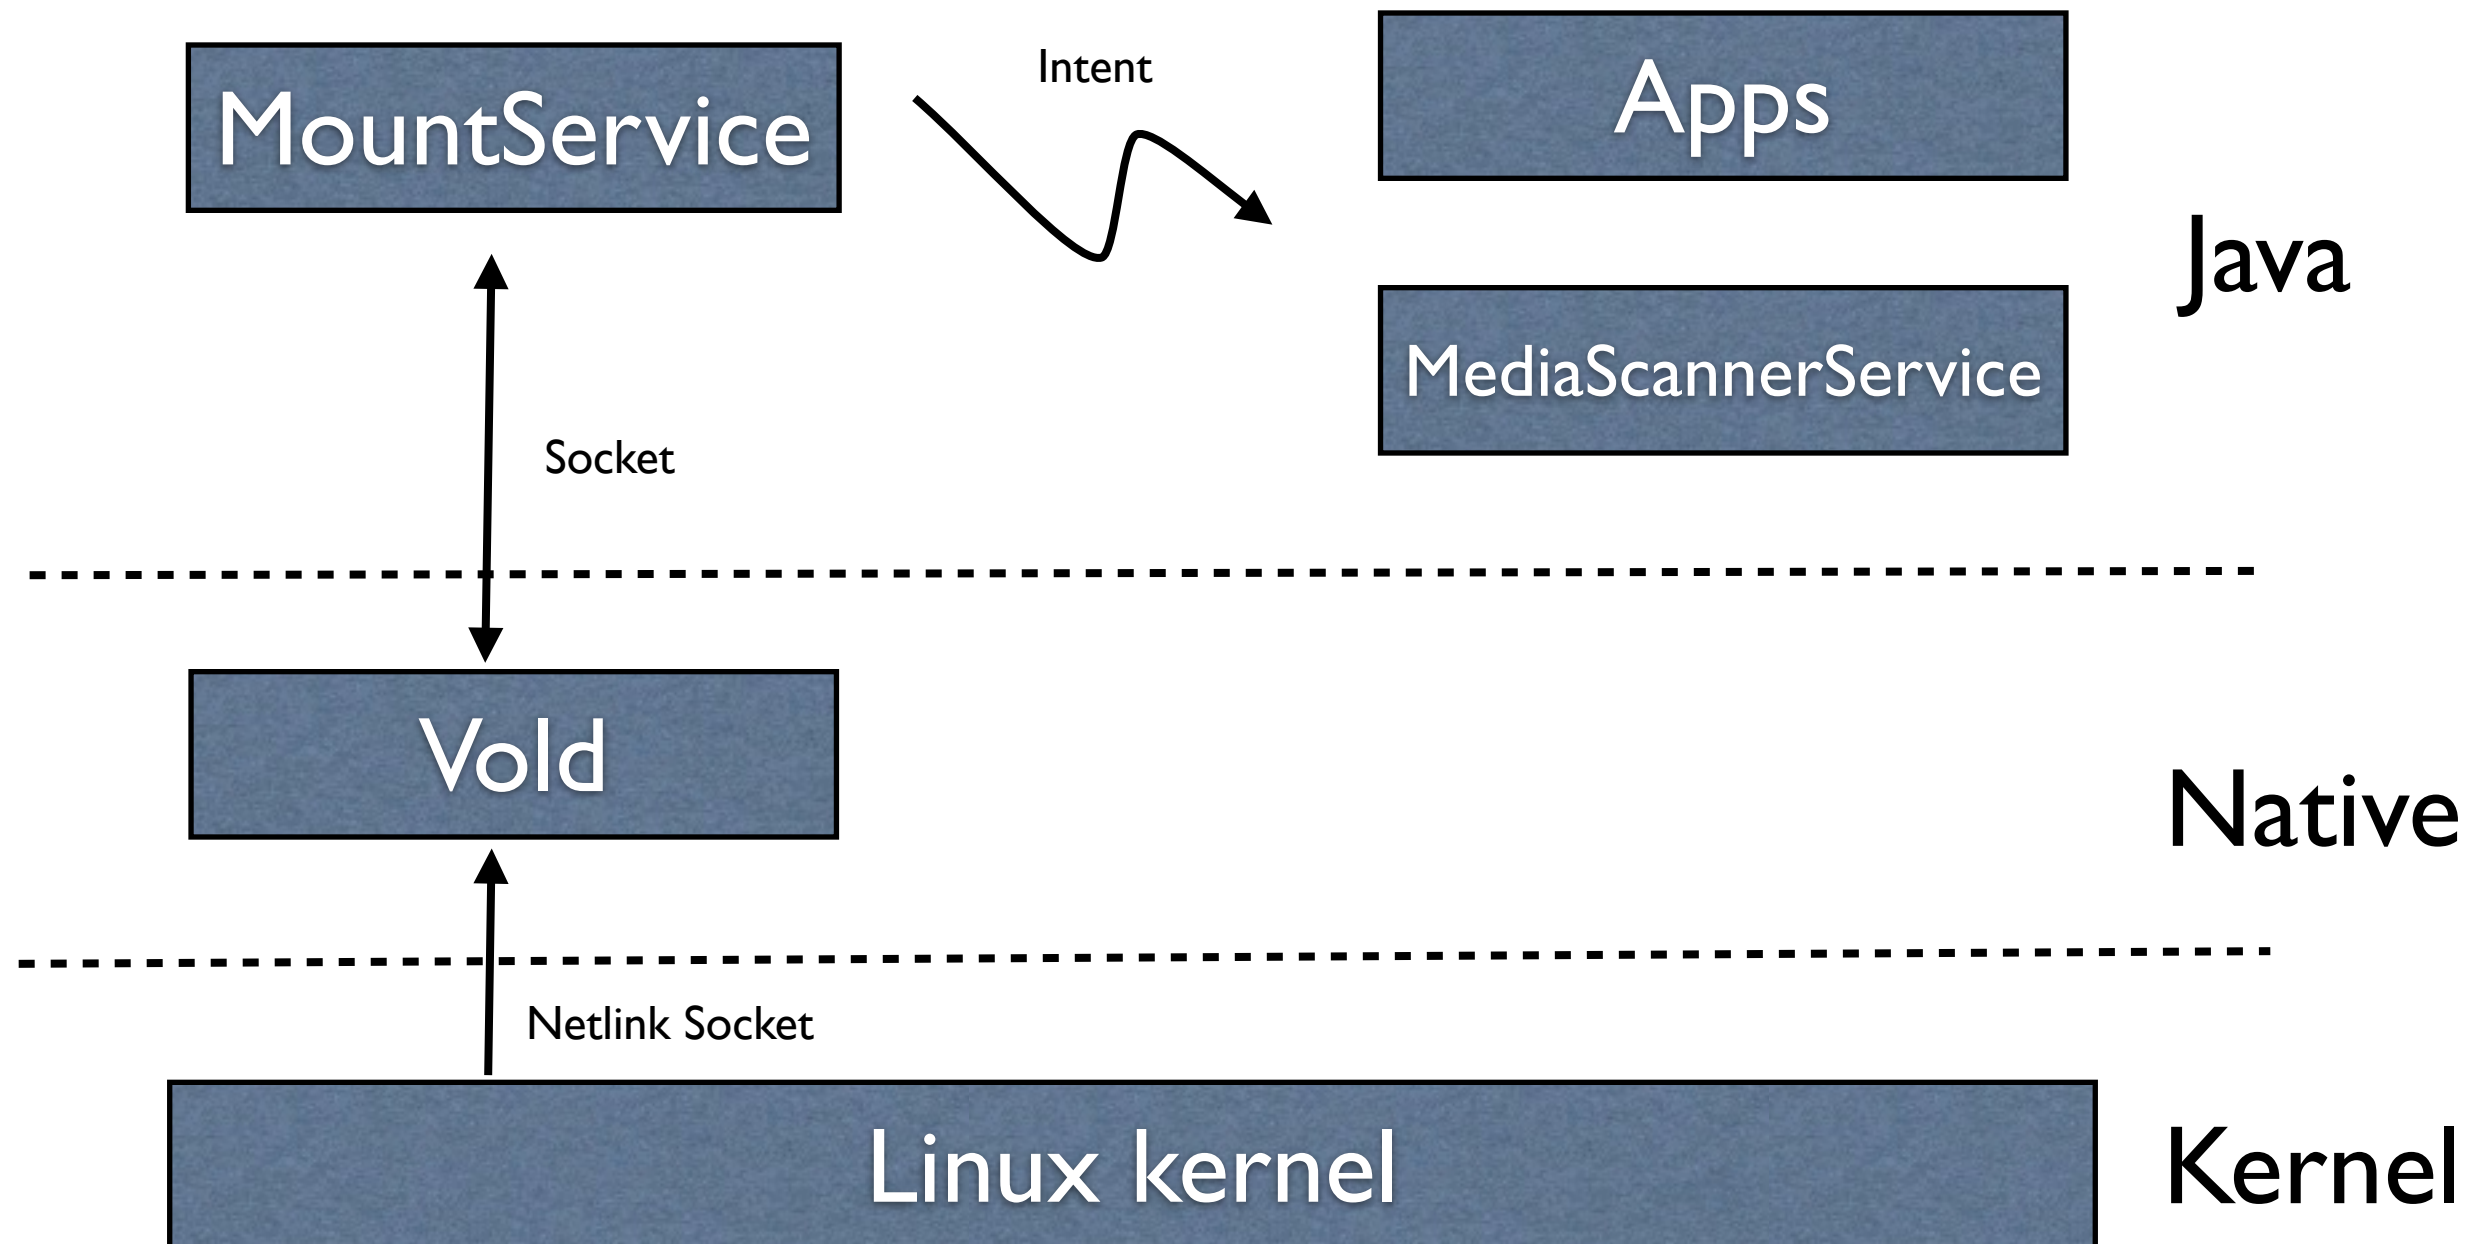 MountService
Intent
Apps
Java
MediaScannerService
Socket
Vold
Native
Netlink Socket
Linux kernel
Kernel